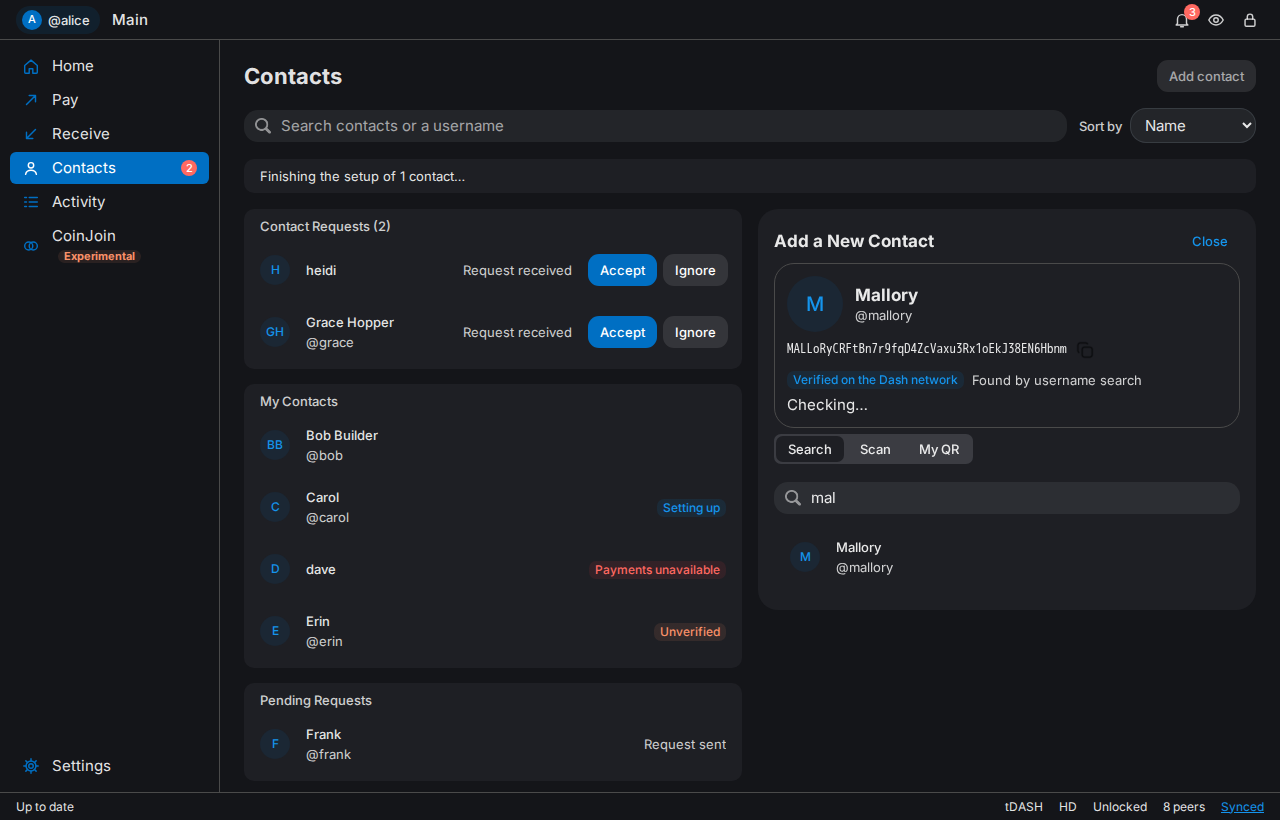 A @alice Main 3
Home
Pay
Receive
Contacts 2
Activity
CoinJoin
Experimental
Settings
Contacts
Add contact
Search contacts or a username
Sort by Name
Finishing the setup of 1 contact...
Contact Requests (2)
H heidi Request received Accept Ignore
GH Grace Hopper
@grace
Request received Accept Ignore
My Contacts
BB Bob Builder
@bob
C Carol
@carol
Setting up
D dave Payments unavailable
E Erin
@erin
Unverified
Pending Requests
F Frank
@frank
Request sent
Add a New Contact Close
M Mallory
@mallory
MALLoRyCRFtBn7r9fqD4ZcVaxu3Rx1oEkJ38EN6Hbnm
Verified on the Dash network Found by username search
Checking...
Search Scan My QR
mal
M Mallory
@mallory
Up to date tDASH HD Unlocked 8 peers Synced